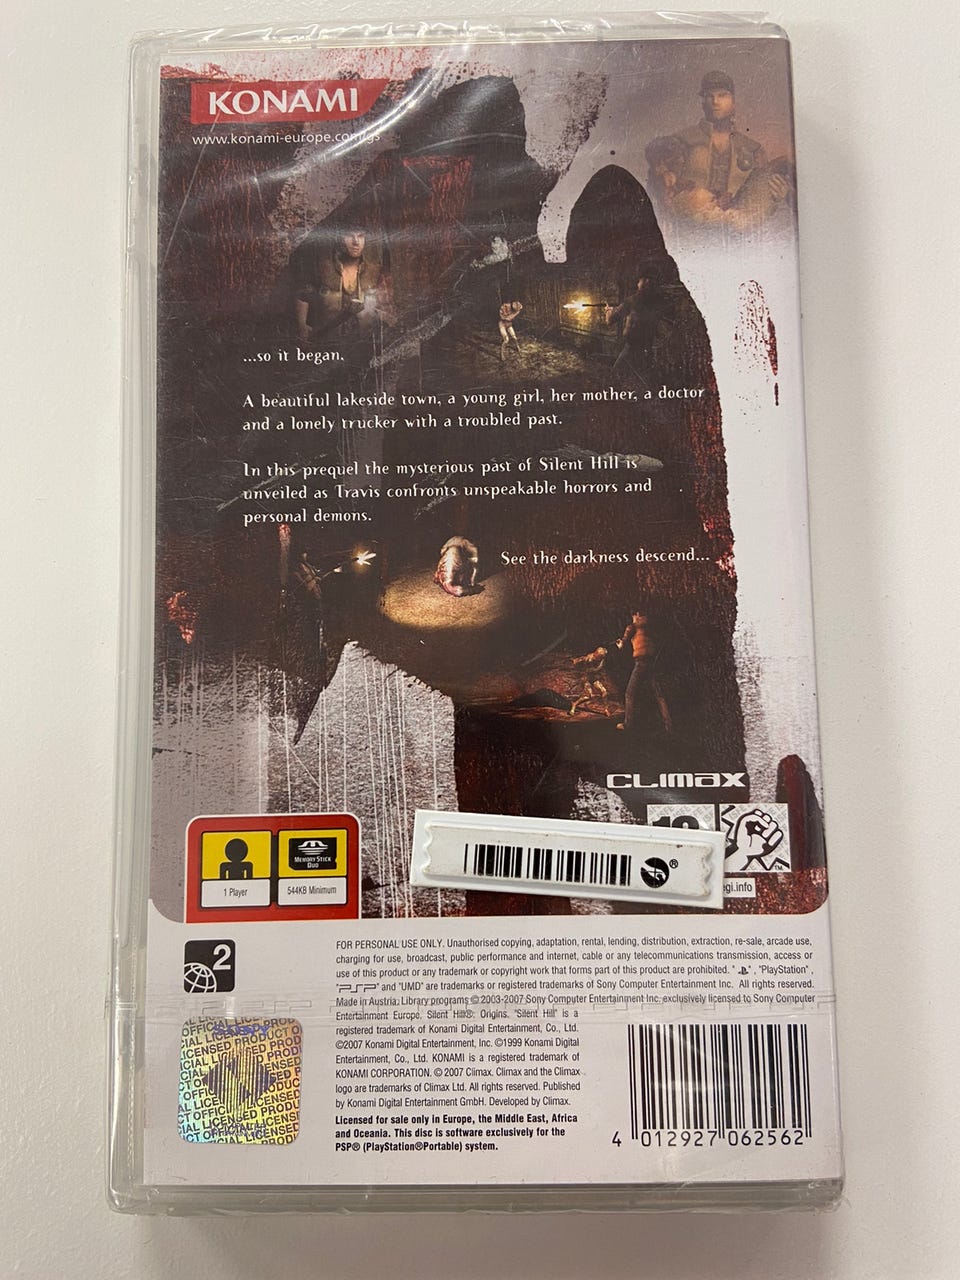 KONAMI
www.konami-europe.com/gs
...so it began.
A beautiful lakeside town, a young girl, her mother, a doctor
and a lonely trucker with a troubled past.
In this prequel the mysterious past of Silent Hill is
unveiled as Travis confronts unspeakable horrors and
personal demons.
See the darkness descend...
CLIMAX
egi.info
MEMORY STICK
DUO
1 Player
544KB Minimum
2
FOR PERSONAL USE ONLY. Unauthorised copying, adaptation, rental, lending, distribution, extraction, re-sale, arcade use,
charging for use, broadcast, public performance and internet, cable or any telecommunications transmission, access or
use of this product or any trademark or copyright work that forms part of this product are prohibited. " ", "PlayStation",
"PSP" and "UMD" are trademarks or registered trademarks of Sony Computer Entertainment Inc. All rights reserved.
Made in Austria. Library programs © 2003-2007 Sony Computer Entertainment Inc. exclusively licensed to Sony Computer
Entertainment Europe. Silent Hill®: Origins. "Silent Hill" is a
registered trademark of Konami Digital Entertainment, Co., Ltd.
©2007 Konami Digital Entertainment, Inc. ©1999 Konami Digital
Entertainment, Co., Ltd. KONAMI is a registered trademark of
KONAMI CORPORATION. © 2007 Climax. Climax and the Climax
logo are trademarks of Climax Ltd. All rights reserved. Published
by Konami Digital Entertainment GmbH. Developed by Climax.
Licensed for sale only in Europe, the Middle East, Africa
and Oceania. This disc is software exclusively for the
PSP® (PlayStation®Portable) system.
OFFICIAL LICENSED PRODUCT
4 012927 062562